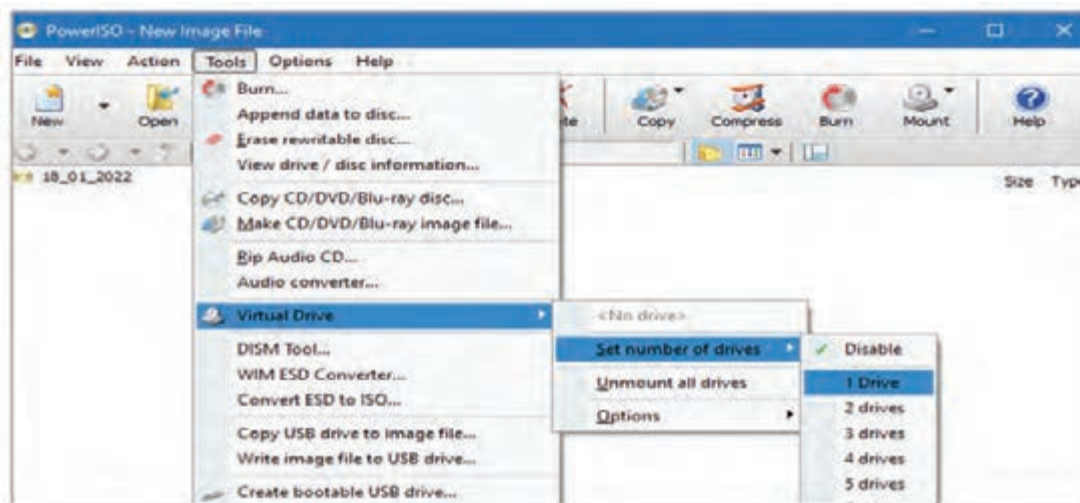 PowerISO - New Image File
File View Action Tools Options Help
New Open Copy Compress Burn Mount Help
18_01_2022
Size Type
Burn...
Append data to disc...
Erase rewritable disc...
View drive / disc information...
Copy CD/DVD/Blu-ray disc...
Make CD/DVD/Blu-ray image file...
Rip Audio CD...
Audio converter...
Virtual Drive
DISM Tool...
WIM ESD Converter...
Convert ESD to ISO...
Copy USB drive to image file...
Write image file to USB drive...
Create bootable USB drive...
<No drive>
Set number of drives
Unmount all drives
Options
Disable
1 Drive
2 drives
3 drives
4 drives
5 drives